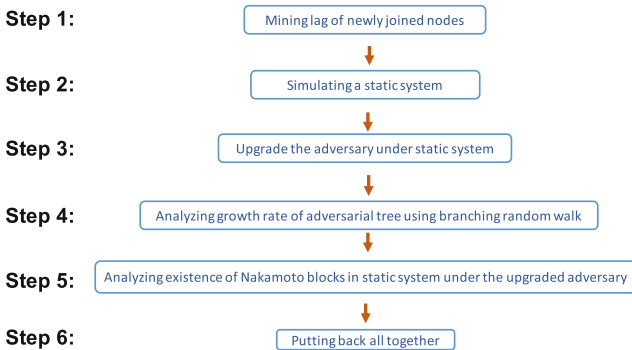 Step 1: Mining lag of newly joined nodes
Step 2: Simulating a static system
Step 3: Upgrade the adversary under static system
Step 4: Analyzing growth rate of adversarial tree using branching random walk
Step 5: Analyzing existence of Nakamoto blocks in static system under the upgraded adversary
Step 6: Putting back all together